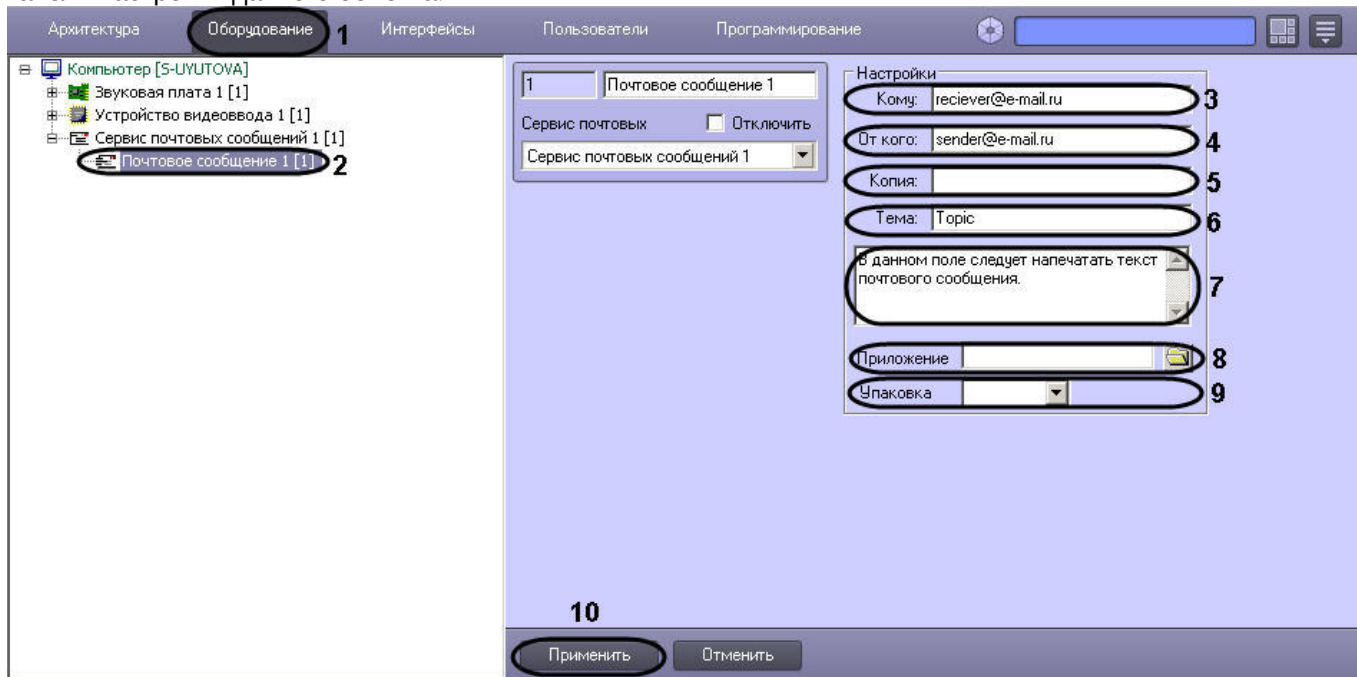 Архитектура Оборудование 1 Интерфейсы Пользователи Программирование
Компьютер [S-UYUTOVA]
Звуковая плата 1 [1]
Устройство видеоввода 1 [1]
Сервис почтовых сообщений 1 [1]
Почтовое сообщение 1 [1] 2
1 Почтовое сообщение 1
Сервис почтовых Отключить
Сервис почтовых сообщений 1
Настройки
Кому: reciever@e-mail.ru 3
От кого: sender@e-mail.ru 4
Копия: 5
Тема: Topic 6
В данном поле следует напечатать текст
почтового сообщения. 7
Приложение 8
Упаковка 9
10
Применить Отменить